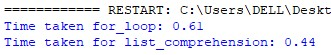 ============ RESTART: C:\Users\DELL\Deskt
Time taken for_loop: 0.61
Time taken for list_comprehension: 0.44